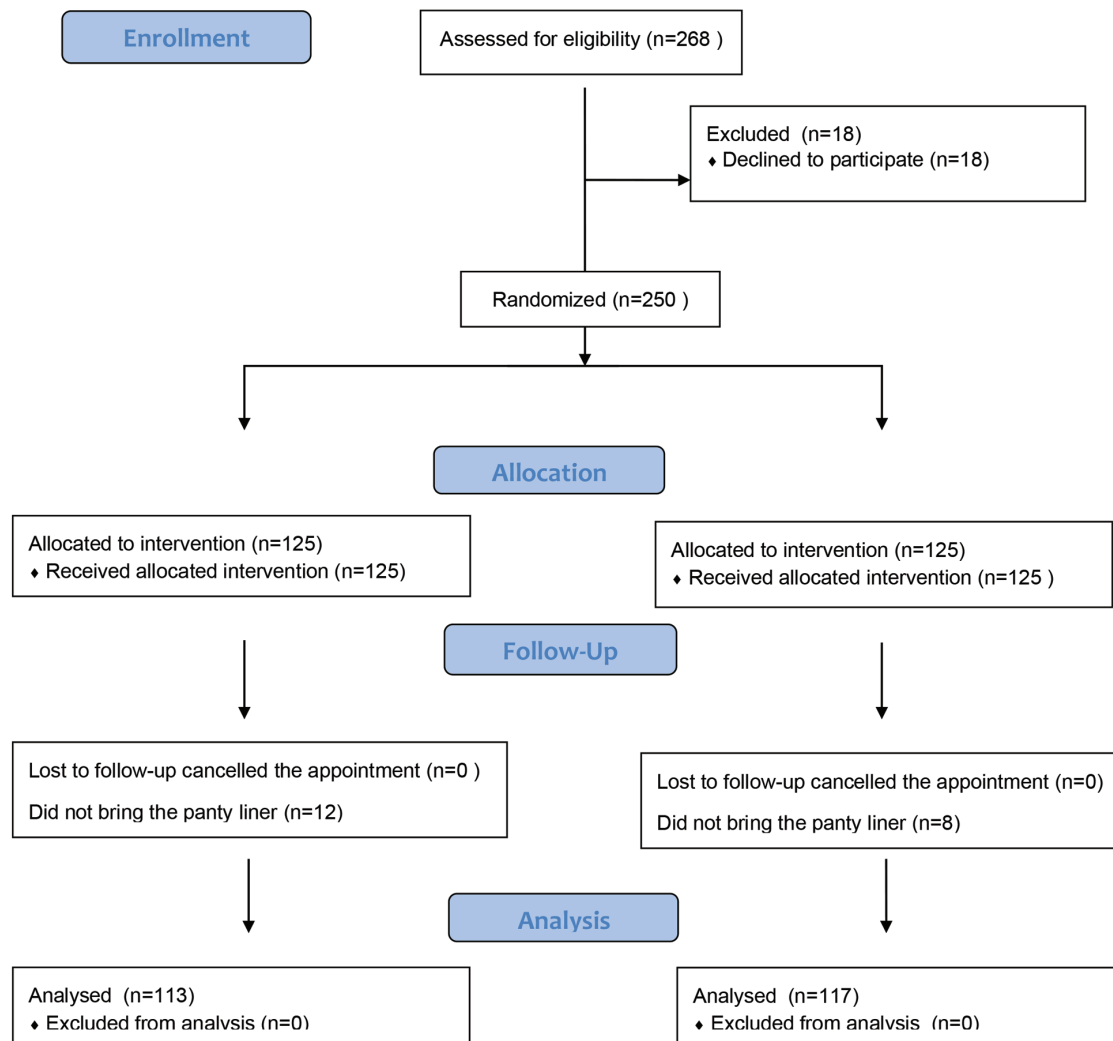 Enrollment
Assessed for eligibility (n=268 )
Excluded (n=18)
♦ Declined to participate (n=18)
Randomized (n=250 )
Allocation
Allocated to intervention (n=125)
♦ Received allocated intervention (n=125)
Allocated to intervention (n=125)
♦ Received allocated intervention (n=125 )
Follow-Up
Lost to follow-up cancelled the appointment (n=0 )
Did not bring the panty liner (n=12)
Lost to follow-up cancelled the appointment (n=0)
Did not bring the panty liner (n=8)
Analysis
Analysed (n=113)
♦ Excluded from analysis (n=0)
Analysed (n=117)
♦ Excluded from analysis (n=0)